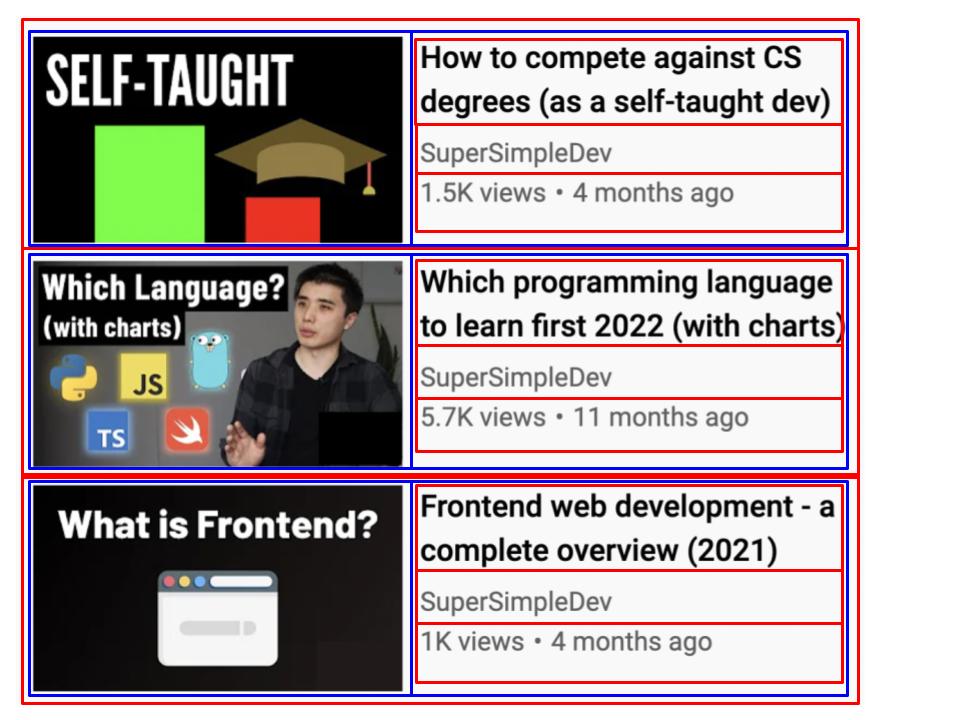 SELF-TAUGHT
How to compete against CS
degrees (as a self-taught dev)
SuperSimpleDev
1.5K views • 4 months ago
Which Language?
(with charts)
JS
TS
Which programming language
to learn first 2022 (with charts)
SuperSimpleDev
5.7K views • 11 months ago
What is Frontend?
Frontend web development - a
complete overview (2021)
SuperSimpleDev
1K views • 4 months ago